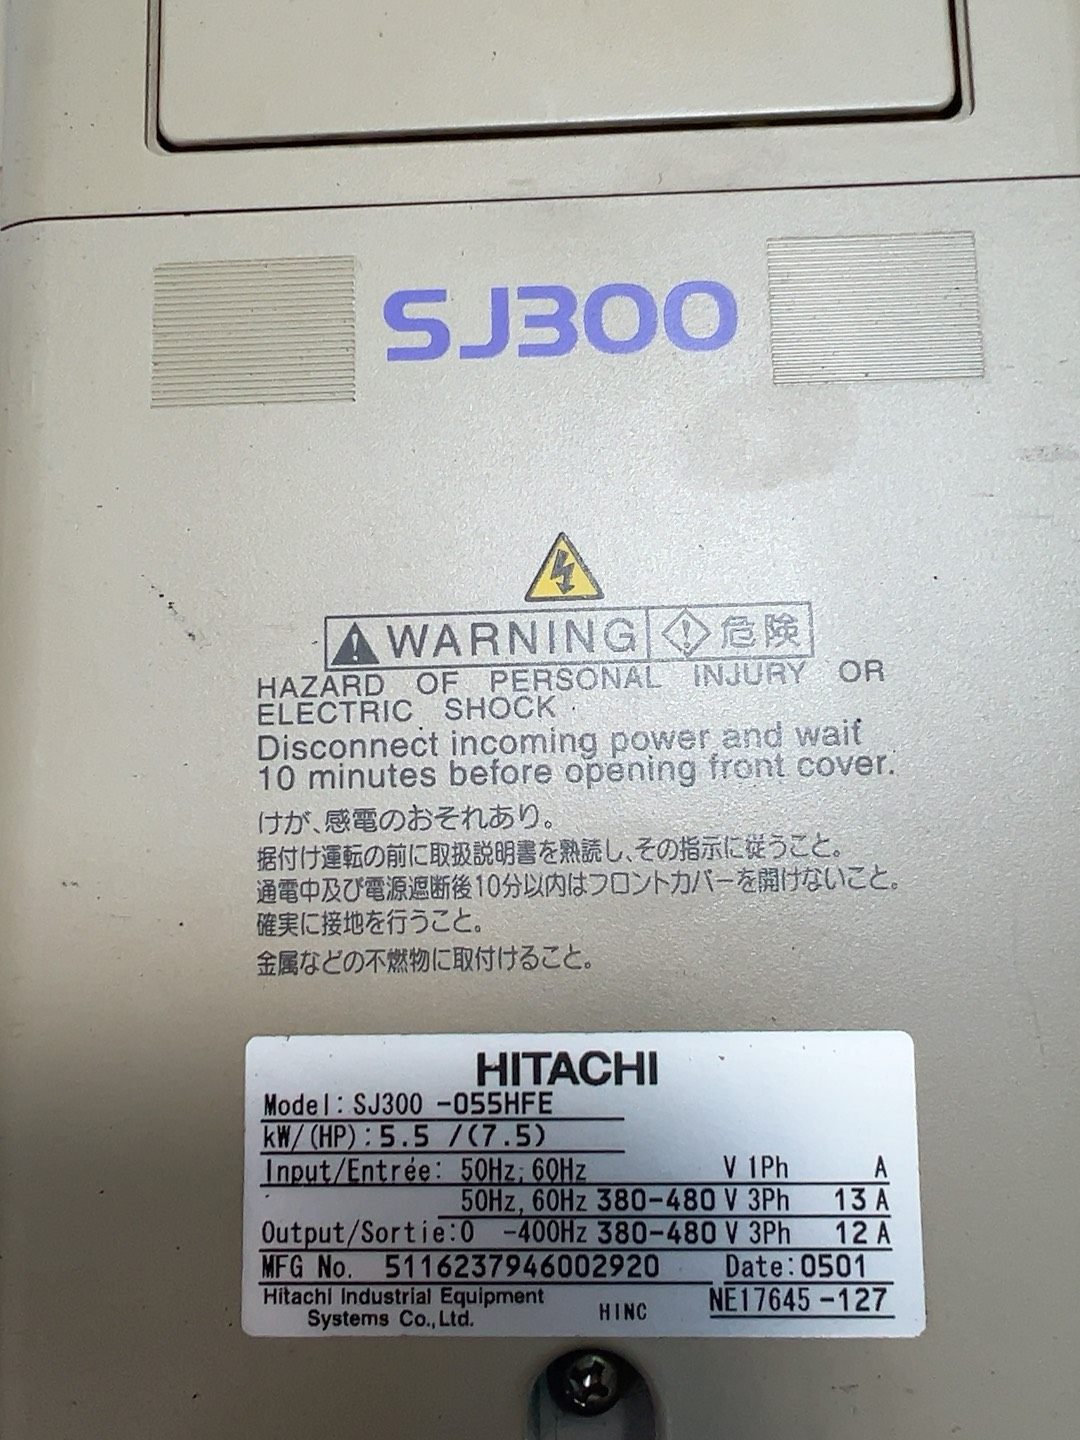 SJ300
WARNING 危険
HAZARD OF PERSONAL INJURY OR
ELECTRIC SHOCK
Disconnect incoming power and wait
10 minutes before opening front cover.
けが、感電のおそれあり。
据付け運転の前に取扱説明書を熟読し、その指示に従うこと。
通電中及び電源遮断後10分以内はフロントカバーを開けないこと。
確実に接地を行うこと。
金属などの不燃物に取付けること。
HITACHI
Model: SJ300 -055HFE
kW/(HP): 5.5 /(7.5)
Input/Entrée: 50Hz, 60Hz V 1Ph A
50Hz, 60Hz 380-480 V 3Ph 13 A
Output/Sortie: 0 -400Hz 380-480 V 3Ph 12 A
MFG No. 5116237946002920 Date: 0501
Hitachi Industrial Equipment
Systems Co., Ltd. HINC NE17645 -127